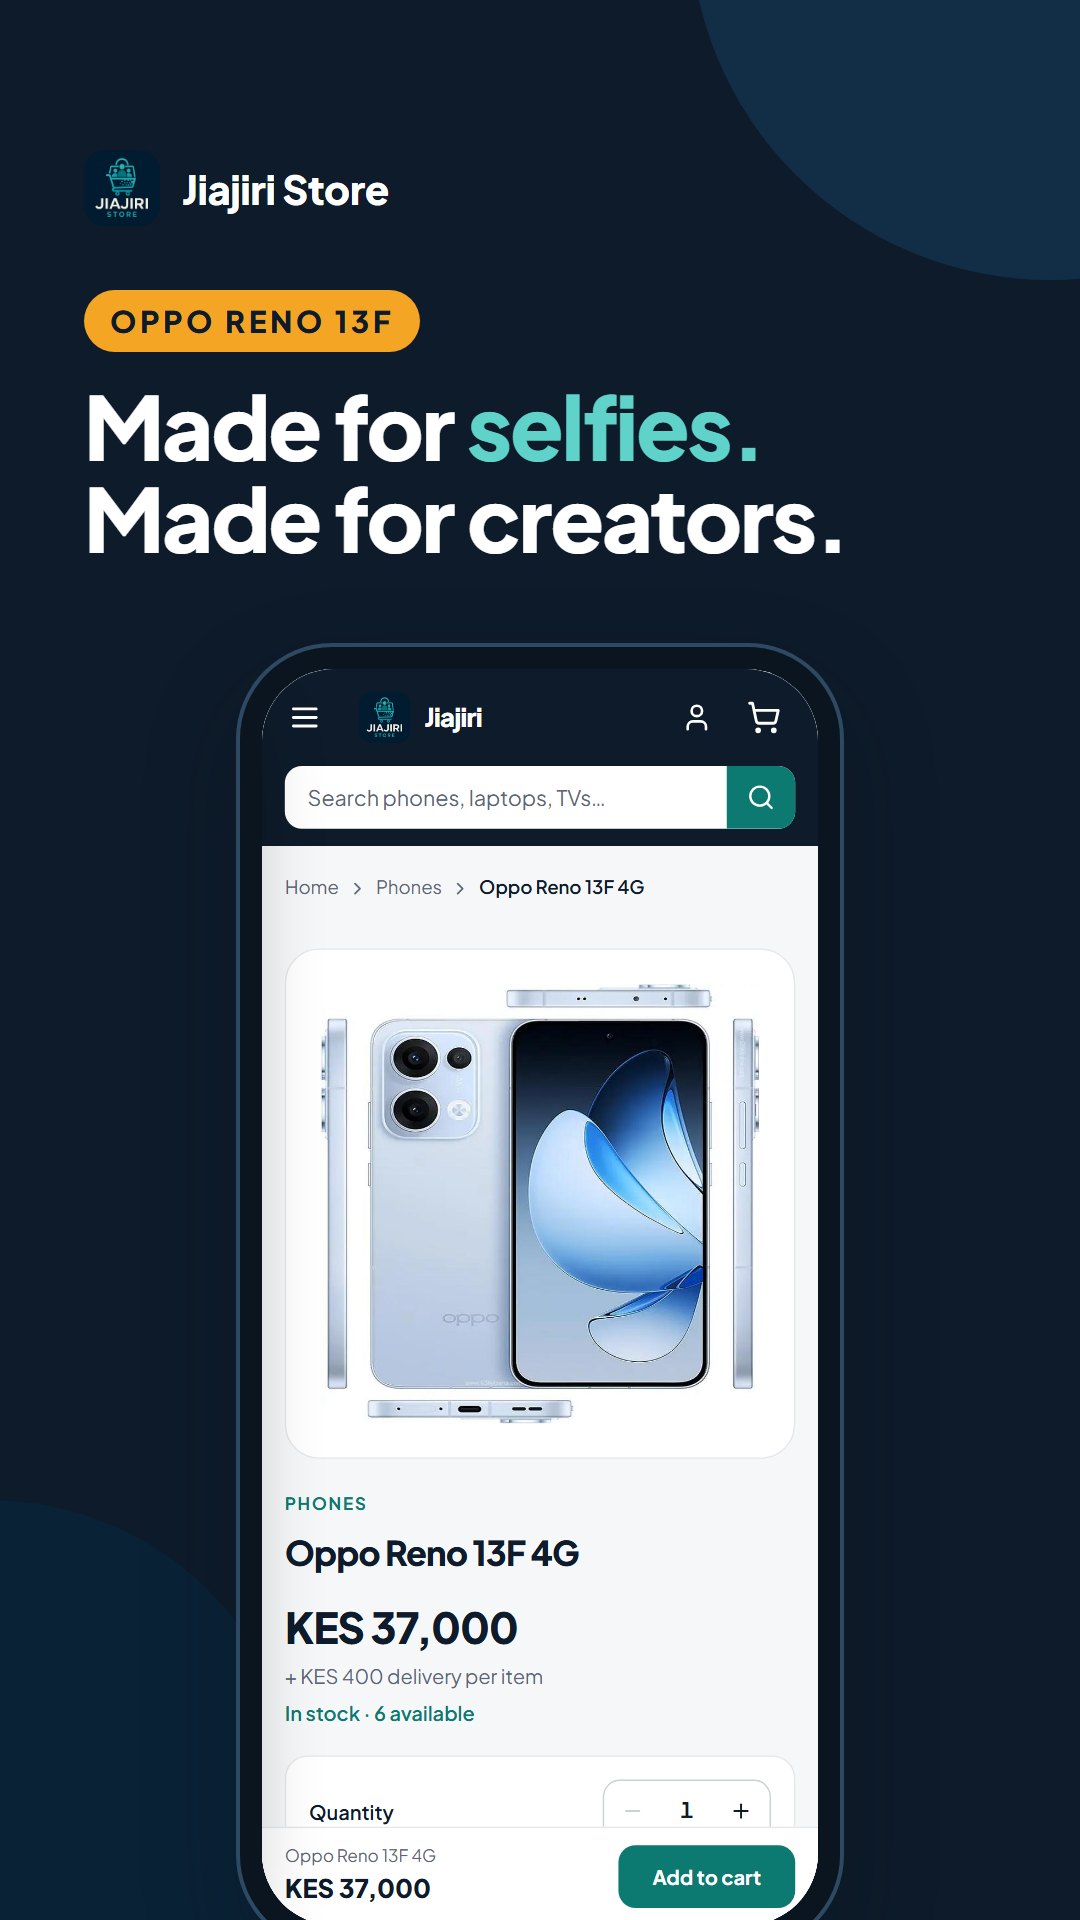 JIAJIRI
STORE
Jiajiri Store
OPPO RENO 13F
Made for selfies.
Made for creators.
JIAJIRI
STORE
Jiajiri
Search phones, laptops, TVs...
Home > Phones > Oppo Reno 13F 4G
oppo
PHONES
Oppo Reno 13F 4G
KES 37,000
+ KES 400 delivery per item
In stock · 6 available
Quantity
− 1 +
Oppo Reno 13F 4G
KES 37,000
Add to cart